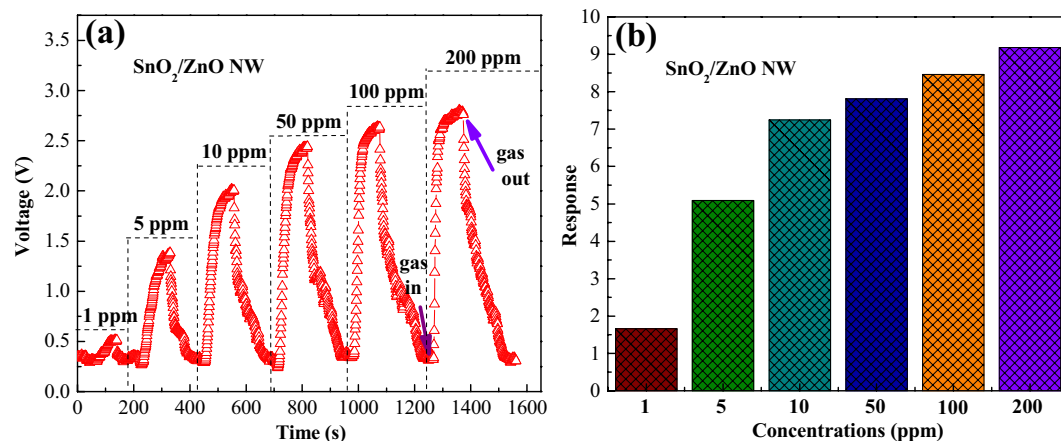 (a)
SnO2/ZnO NW
200 ppm
100 ppm
50 ppm
10 ppm
5 ppm
1 ppm
gas
out
gas
in
Voltage (V)
3.5
3.0
2.5
2.0
1.5
1.0
0.5
0.0
0 200 400 600 800 1000 1200 1400 1600
Time (s)
(b)
SnO2/ZnO NW
Response
10
9
8
7
6
5
4
3
2
1
0
1 5 10 50 100 200
Concentrations (ppm)